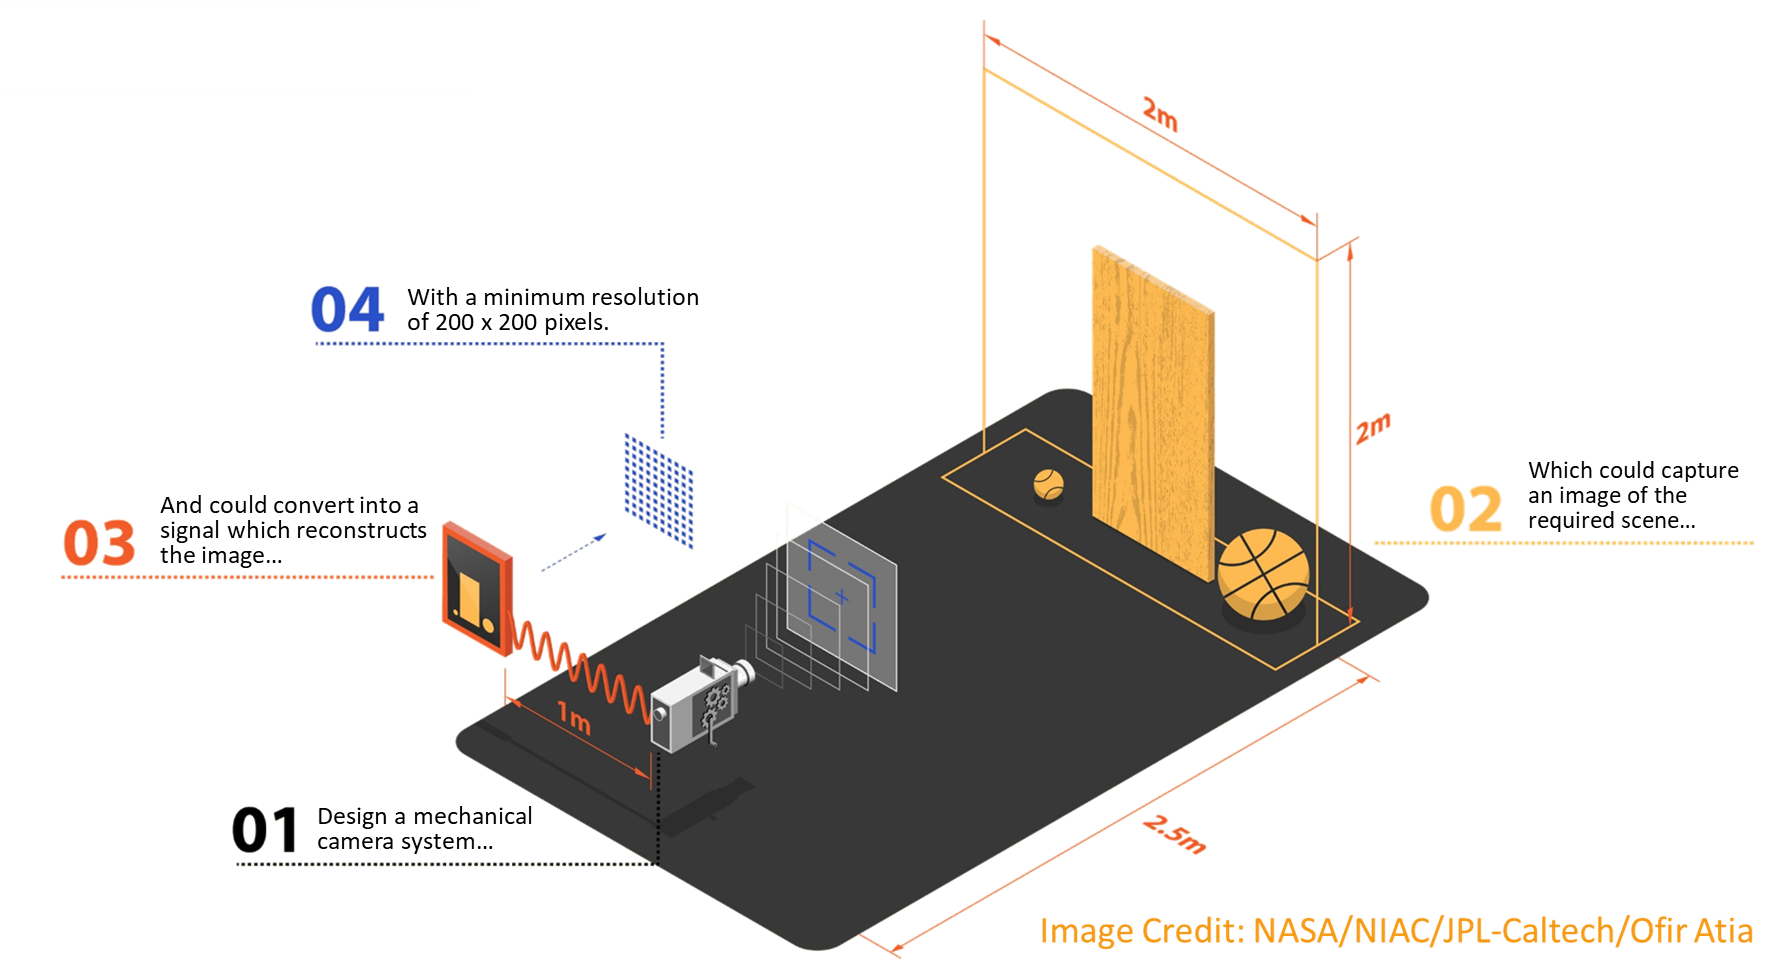 2m
04
With a minimum resolution
of 200 x 200 pixels.
2m
02
Which could capture
an image of the
required scene...
03
And could convert into a
signal which reconstructs
the image...
1m
01
Design a mechanical
camera system...
2.5m
Image Credit: NASA/NIAC/JPL-Caltech/Ofir Atia